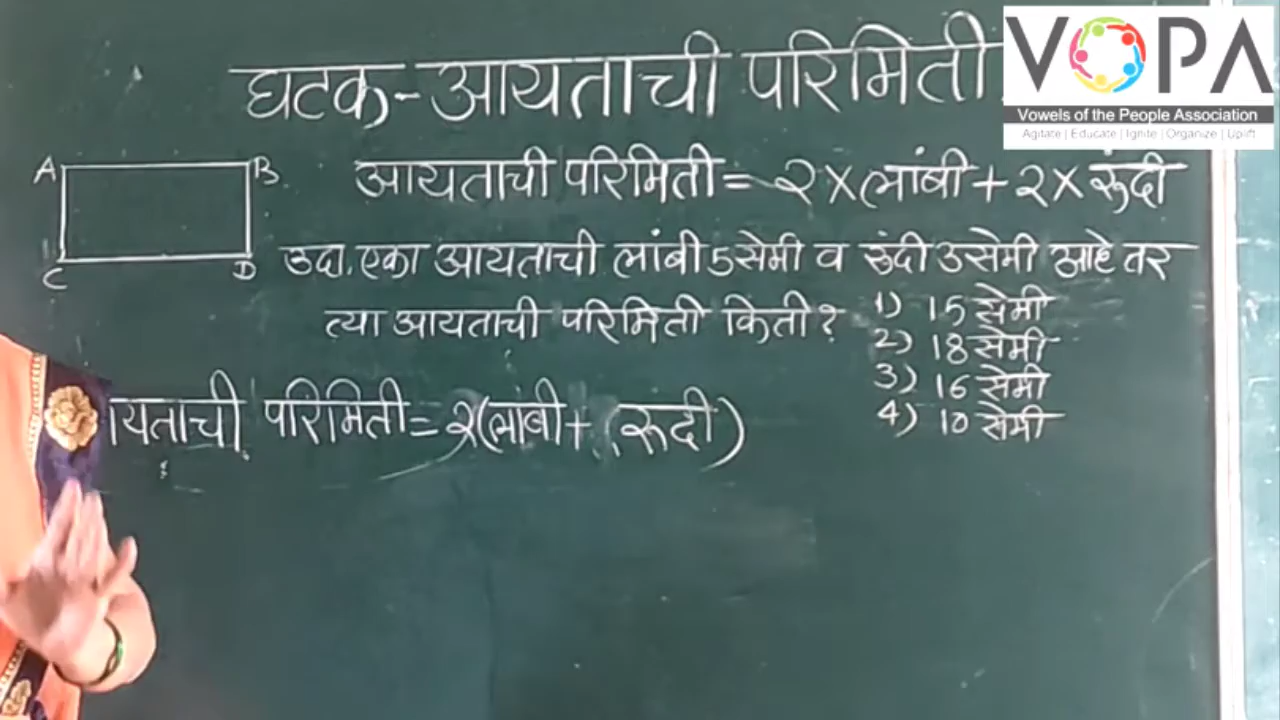 घटक-आयताची परिमिती
VOPA
Vowels of the People Association
Agitate | Educate | Ignite | Organize | Uplift
A B
C D
आयताची परिमिती = २ X लांबी + २ X रुंदी
उदा. एका आयताची लांबी 5 सेमी व रुंदी 3 सेमी आहे तर
त्या आयताची परिमिती किती ?
1) 15 सेमी
2) 18 सेमी
3) 16 सेमी
4) 10 सेमी
यताची परिमिती = २(लांबी + (रूदी)